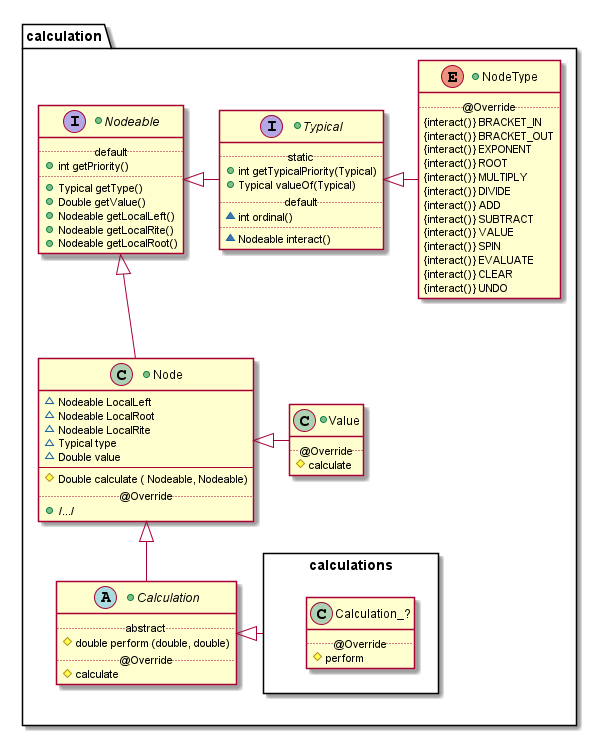 calculation
I Nodeable
default
int getPriority()
Typical getType()
Double getValue()
Nodeable getLocalLeft()
Nodeable getLocalRite()
Nodeable getLocalRoot()
I Typical
static
int getTypicalPriority(Typical)
Typical valueOf(Typical)
default
int ordinal()
Nodeable interact()
E NodeType
@Override
{interact()} BRACKET_IN
{interact()} BRACKET_OUT
{interact()} EXPONENT
{interact()} ROOT
{interact()} MULTIPLY
{interact()} DIVIDE
{interact()} ADD
{interact()} SUBTRACT
{interact()} VALUE
{interact()} SPIN
{interact()} EVALUATE
{interact()} CLEAR
{interact()} UNDO
C Node
Nodeable LocalLeft
Nodeable LocalRoot
Nodeable LocalRite
Typical type
Double value
Double calculate ( Nodeable, Nodeable)
@Override
/.../
C Value
@Override
calculate
A Calculation
abstract
double perform (double, double)
@Override
calculate
calculations
C Calculation_?
@Override
perform